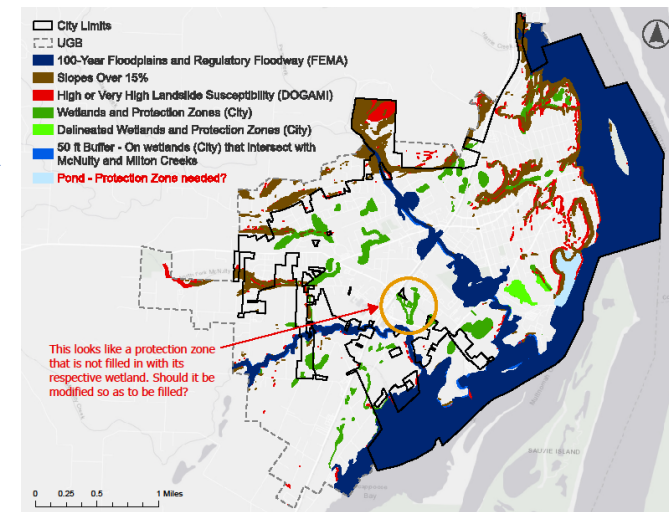 City Limits
UGB
100-Year Floodplains and Regulatory Floodway (FEMA)
Slopes Over 15%
High or Very High Landslide Susceptibility (DOGAMI)
Wetlands and Protection Zones (City)
Delineated Wetlands and Protection Zones (City)
50 ft Buffer - On wetlands (City) that Intersect with
McNulty and Milton Creeks
Pond - Protection Zone needed?
This looks like a protection zone
that is not filled in with its
respective wetland. Should it be
modified so as to be filled?
SAUVIE ISLAND
Bay
0 0.25 0.5 1 Miles